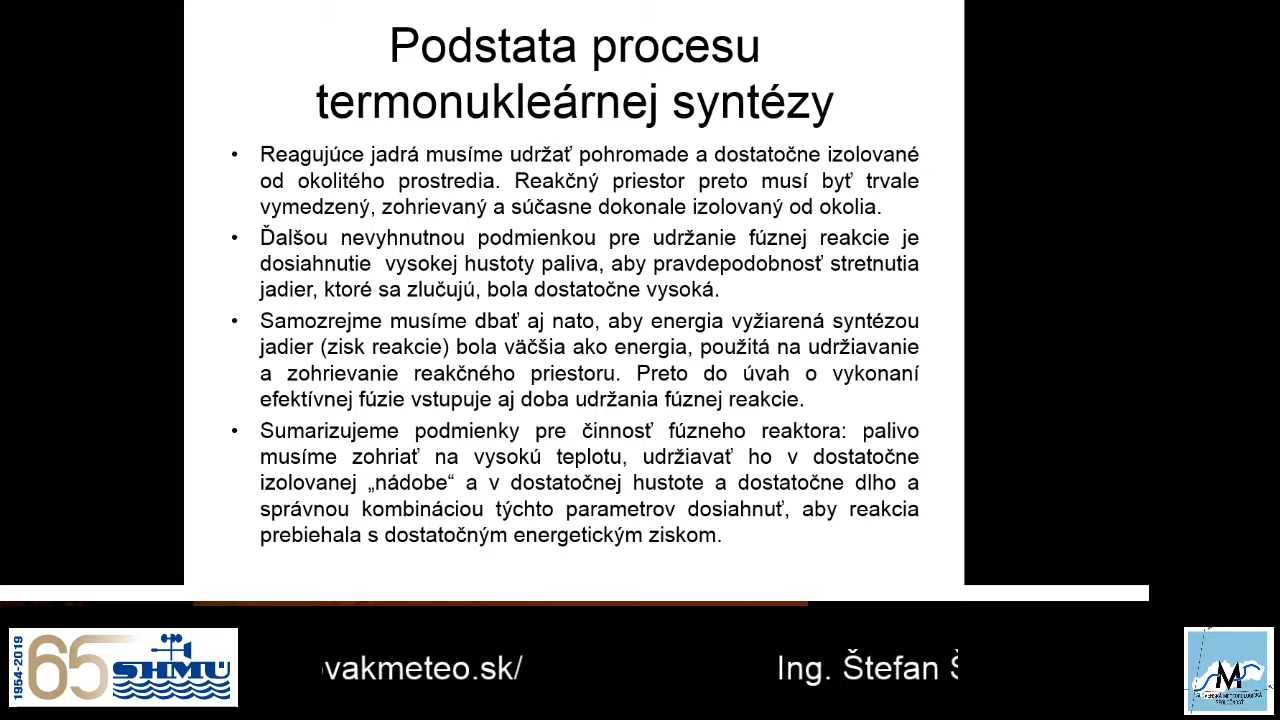 Podstata procesu
termonukleárnej syntézy
• Reagujúce jadrá musíme udržať pohromade a dostatočne izolované
od okolitého prostredia. Reakčný priestor preto musí byť trvale
vymedzený, zohrievaný a súčasne dokonale izolovaný od okolia.
• Ďalšou nevyhnutnou podmienkou pre udržanie fúznej reakcie je
dosiahnutie vysokej hustoty paliva, aby pravdepodobnosť stretnutia
jadier, ktoré sa zlučujú, bola dostatočne vysoká.
• Samozrejme musíme dbať aj nato, aby energia vyžiarená syntézou
jadier (zisk reakcie) bola väčšia ako energia, použitá na udržiavanie
a zohrievanie reakčného priestoru. Preto do úvah o vykonaní
efektívnej fúzie vstupuje aj doba udržania fúznej reakcie.
• Sumarizujeme podmienky pre činnosť fúzneho reaktora: palivo
musíme zohriať na vysokú teplotu, udržiavať ho v dostatočne
izolovanej „nádobe“ a v dostatočnej hustote a dostatočne dlho a
správnou kombináciou týchto parametrov dosiahnuť, aby reakcia
prebiehala s dostatočným energetickým ziskom.
1954-2019
65
SHMÚ
vakmeteo.sk/
Ing. Štefan Š
M
SLOVENSKÁ METEOROLOGICKÁ
SPOLOČNOSŤ